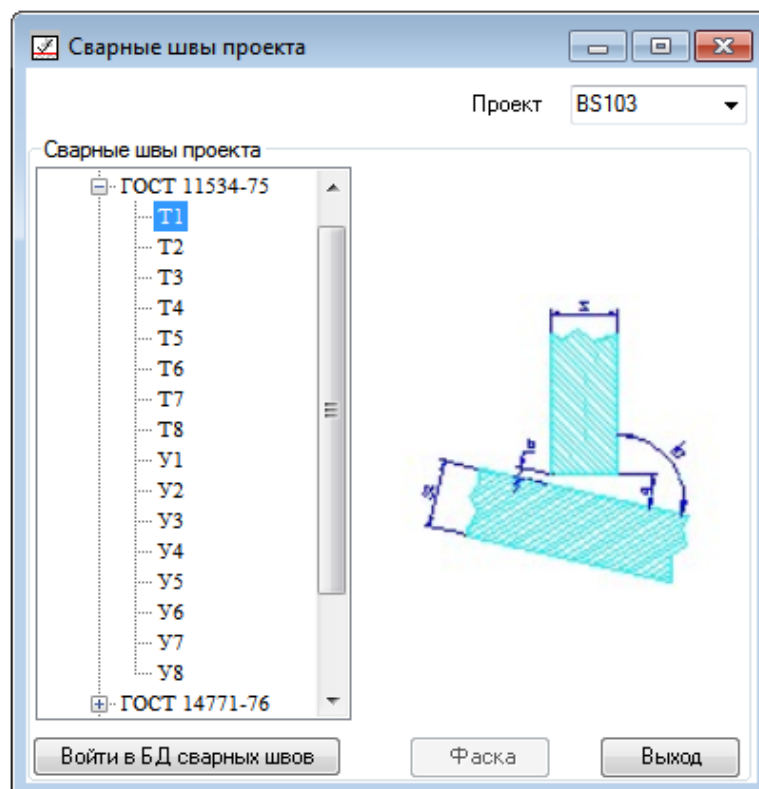 Сварные швы проекта
Проект BS103
Сварные швы проекта
ГОСТ 11534-75
Т1
Т2
Т3
Т4
Т5
Т6
Т7
Т8
У1
У2
У3
У4
У5
У6
У7
У8
ГОСТ 14771-76
Войти в БД сварных швов
Фаска
Выход